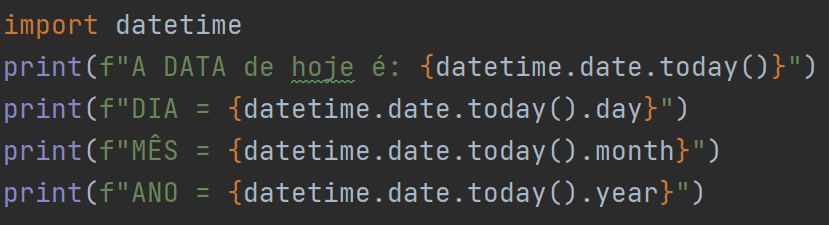 import datetime
print(f"A DATA de hoje é: {datetime.date.today()}")
print(f"DIA = {datetime.date.today().day}")
print(f"MÊS = {datetime.date.today().month}")
print(f"ANO = {datetime.date.today().year}")